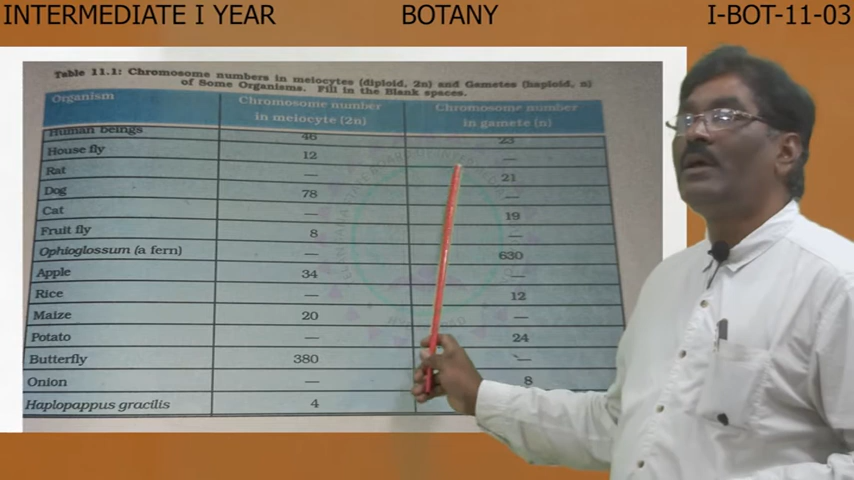 INTERMEDIATE I YEAR BOTANY I-BOT-11-03
Table 11.1: Chromosome numbers in meiocytes (diploid, 2n) and Gametes (haploid, n)
of Some Organisms. Fill in the Blank spaces.
Organism Chromosome number in meiocyte (2n) Chromosome number in gamete (n)
Human beings 46 23
House fly 12 —
Rat — 21
Dog 78 —
Cat — 19
Fruit fly 8 —
Ophioglossum (a fern) — 630
Apple 34 —
Rice — 12
Maize 20 —
Potato — 24
Butterfly 380 —
Onion — 8
Haplopappus gracilis 4